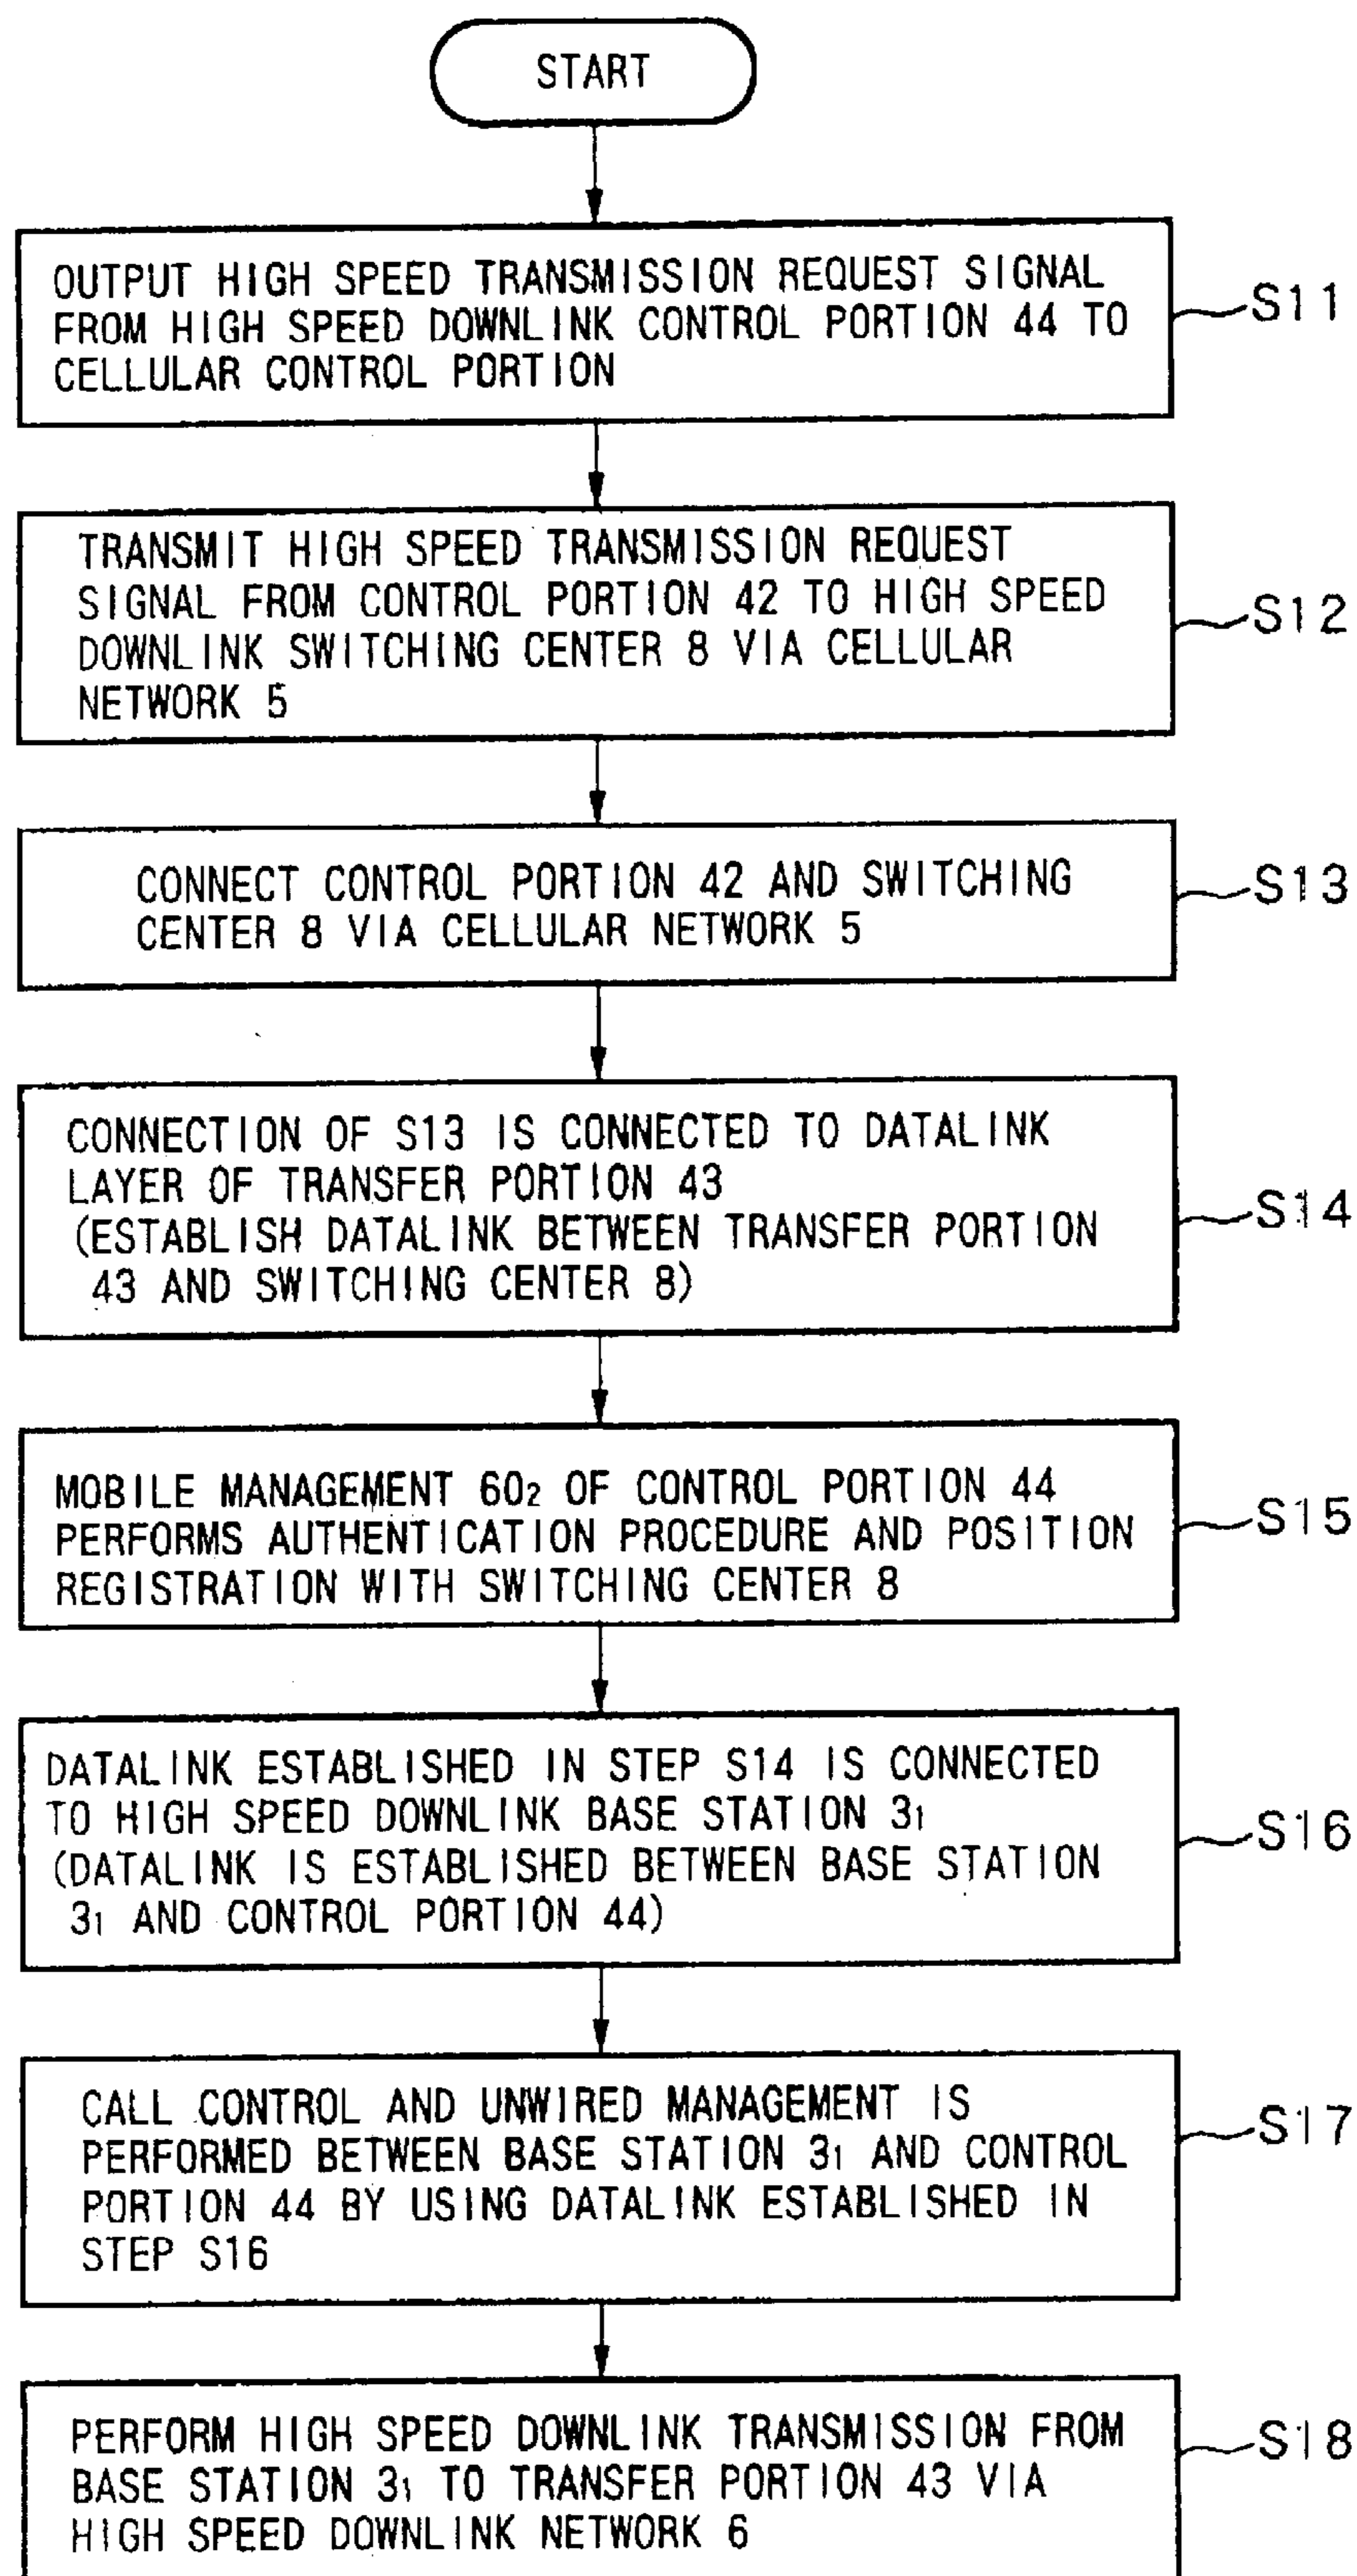 START
OUTPUT HIGH SPEED TRANSMISSION REQUEST SIGNAL
FROM HIGH SPEED DOWNLINK CONTROL PORTION 44 TO
CELLULAR CONTROL PORTION
S11
TRANSMIT HIGH SPEED TRANSMISSION REQUEST
SIGNAL FROM CONTROL PORTION 42 TO HIGH SPEED
DOWNLINK SWITCHING CENTER 8 VIA CELLULAR
NETWORK 5
S12
CONNECT CONTROL PORTION 42 AND SWITCHING
CENTER 8 VIA CELLULAR NETWORK 5
S13
CONNECTION OF S13 IS CONNECTED TO DATALINK
LAYER OF TRANSFER PORTION 43
(ESTABLISH DATALINK BETWEEN TRANSFER PORTION
43 AND SWITCHING CENTER 8)
S14
MOBILE MANAGEMENT 60₂ OF CONTROL PORTION 44
PERFORMS AUTHENTICATION PROCEDURE AND POSITION
REGISTRATION WITH SWITCHING CENTER 8
S15
DATALINK ESTABLISHED IN STEP S14 IS CONNECTED
TO HIGH SPEED DOWNLINK BASE STATION 3₁
(DATALINK IS ESTABLISHED BETWEEN BASE STATION
3₁ AND CONTROL PORTION 44)
S16
CALL CONTROL AND UNWIRED MANAGEMENT IS
PERFORMED BETWEEN BASE STATION 3₁ AND CONTROL
PORTION 44 BY USING DATALINK ESTABLISHED IN
STEP S16
S17
PERFORM HIGH SPEED DOWNLINK TRANSMISSION FROM
BASE STATION 3₁ TO TRANSFER PORTION 43 VIA
HIGH SPEED DOWNLINK NETWORK 6
S18